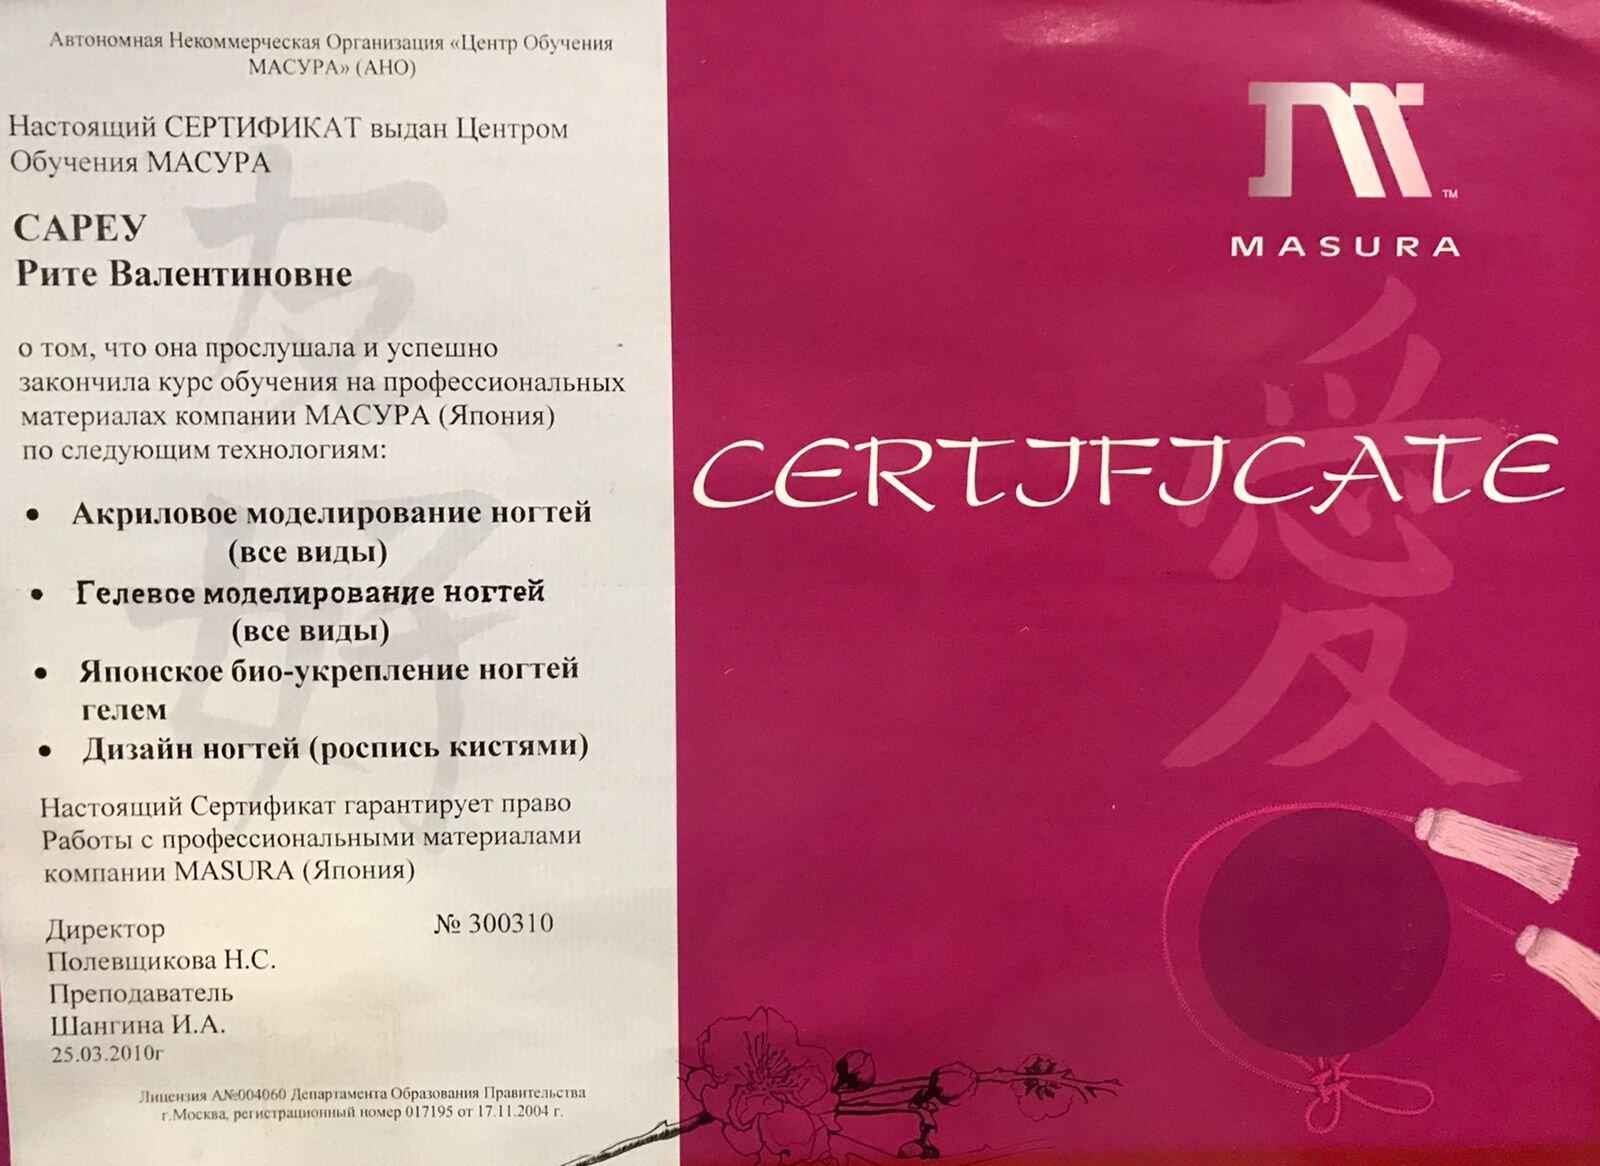 Автономная Некоммерческая Организация «Центр Обучения
МАСУРА» (АНО)
Настоящий СЕРТИФИКАТ выдан Центром
Обучения МАСУРА
САРЕУ
Рите Валентиновне
о том, что она прослушала и успешно
закончила курс обучения на профессиональных
материалах компании МАСУРА (Япония)
по следующим технологиям:
• Акриловое моделирование ногтей
(все виды)
• Гелевое моделирование ногтей
(все виды)
• Японское био-укрепление ногтей
гелем
• Дизайн ногтей (роспись кистями)
Настоящий Сертификат гарантирует право
Работы с профессиональными материалами
компании MASURA (Япония)
Директор № 300310
Полевщикова Н.С.
Преподаватель
Шангина И.А.
25.03.2010г
Лицензия А№004060 Департамента Образования Правительства
г.Москва, регистрационный номер 017195 от 17.11.2004 г.
友好
TM
MASURA
CERTIFICATE
愛